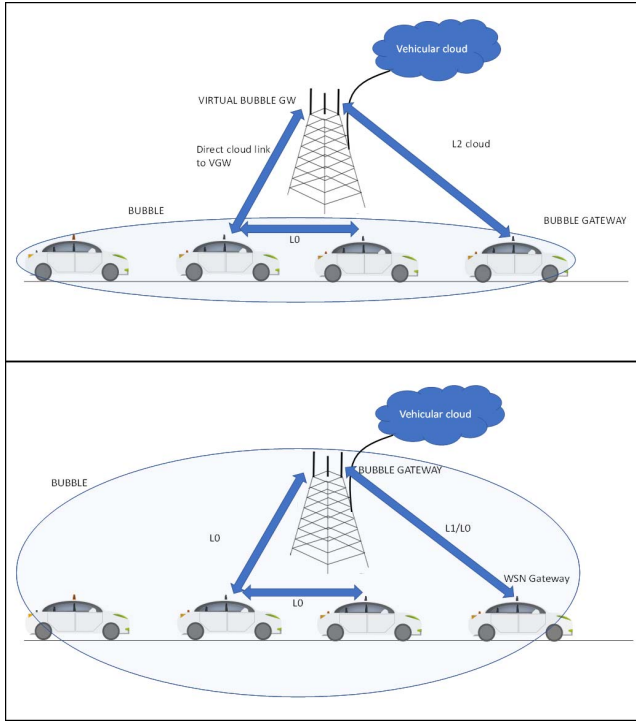 Vehicular cloud
VIRTUAL BUBBLE GW
Direct cloud link
to VGW
L2 cloud
BUBBLE
BUBBLE GATEWAY
L0
Vehicular cloud
BUBBLE GATEWAY
BUBBLE
L0
L1/L0
WSN Gateway
L0